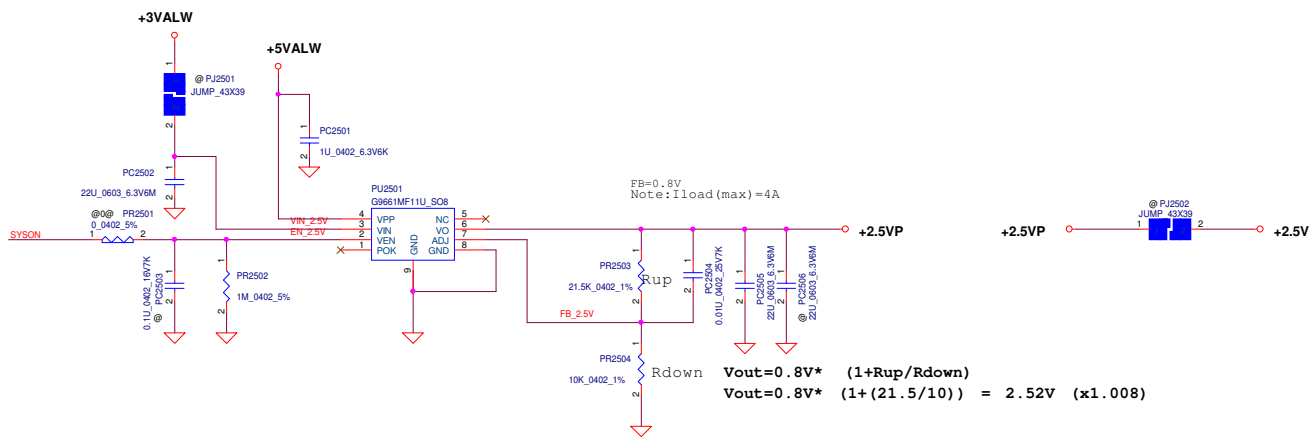 +3VALW
+5VALW
1
@ PJ2501
JUMP_43X39
2
1
PC2501
1U_0402_6.3V6K
2
1
PC2502
22U_0603_6.3V6M
2
@0@ PR2501
0_0402_5%
SYSON
1 2
1
PC2503
0.1U_0402_16V7K
@
2
1
PR2502
1M_0402_5%
2
VIN_2.5V
EN_2.5V
PU2501
G9661MF11U_SO8
4 VPP NC 5
3 VIN VO 6
2 VEN ADJ 7
1 POK GND 8
GND
9
FB=0.8V
Note:Iload(max)=4A
+2.5VP
1
PR2503
Rup
21.5K_0402_1%
2
1
PC2504
0.01U_0402_25V7K
2
1
PC2505
22U_0603_6.3V6M
2
1
@ PC2506
22U_0603_6.3V6M
2
FB_2.5V
1
PR2504
Rdown
10K_0402_1%
2
Vout=0.8V* (1+Rup/Rdown)
Vout=0.8V* (1+(21.5/10)) = 2.52V (x1.008)
@ PJ2502
JUMP_43X39
+2.5VP
1 2
+2.5V